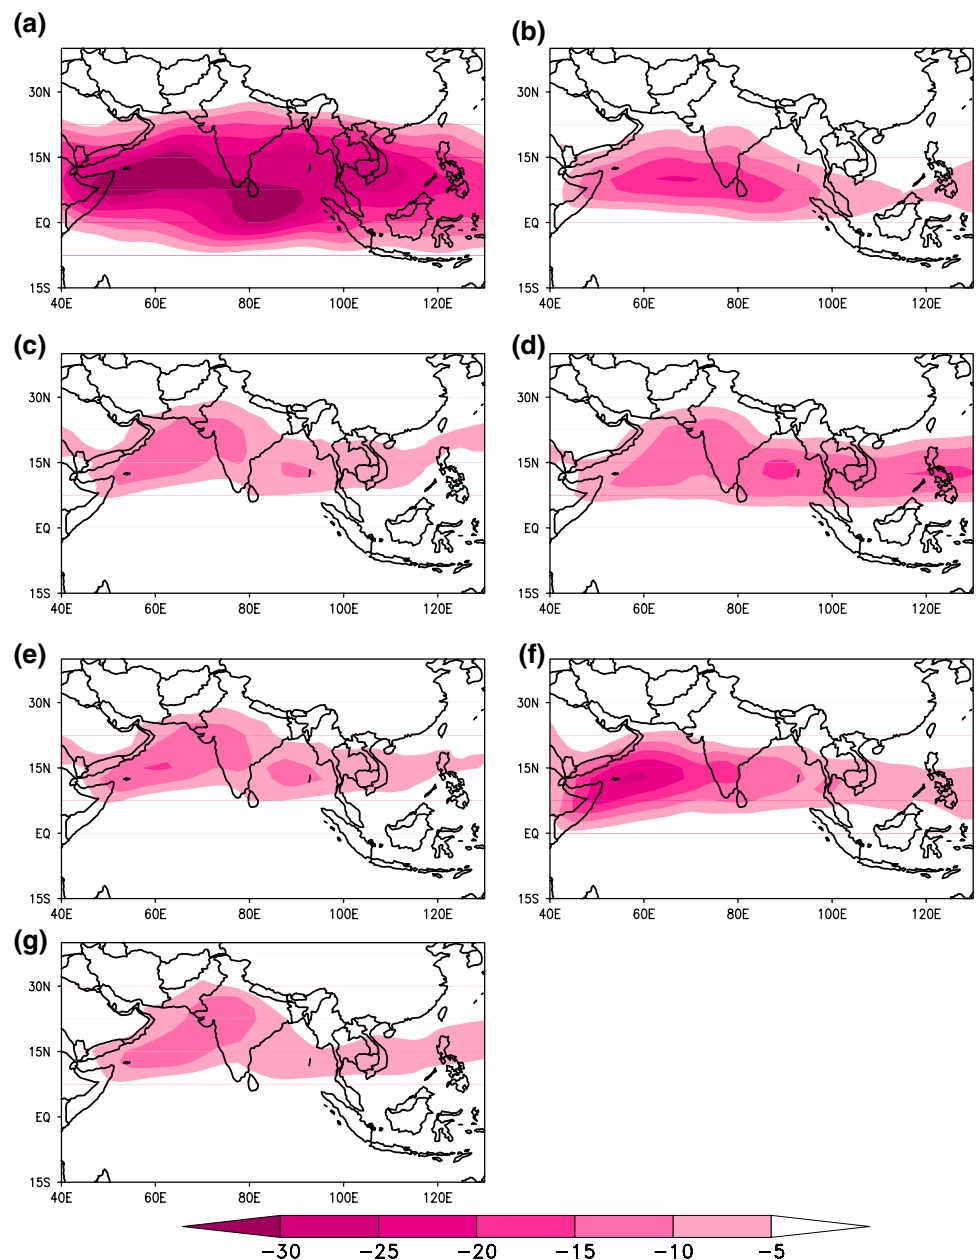 (a) (b)
30N 30N
15N 15N
EQ EQ
15S 15S
40E 60E 80E 100E 120E 40E 60E 80E 100E 120E
(c) (d)
30N 30N
15N 15N
EQ EQ
15S 15S
40E 60E 80E 100E 120E 40E 60E 80E 100E 120E
(e) (f)
30N 30N
15N 15N
EQ EQ
15S 15S
40E 60E 80E 100E 120E 40E 60E 80E 100E 120E
(g)
30N
15N
EQ
15S
40E 60E 80E 100E 120E
-30 -25 -20 -15 -10 -5